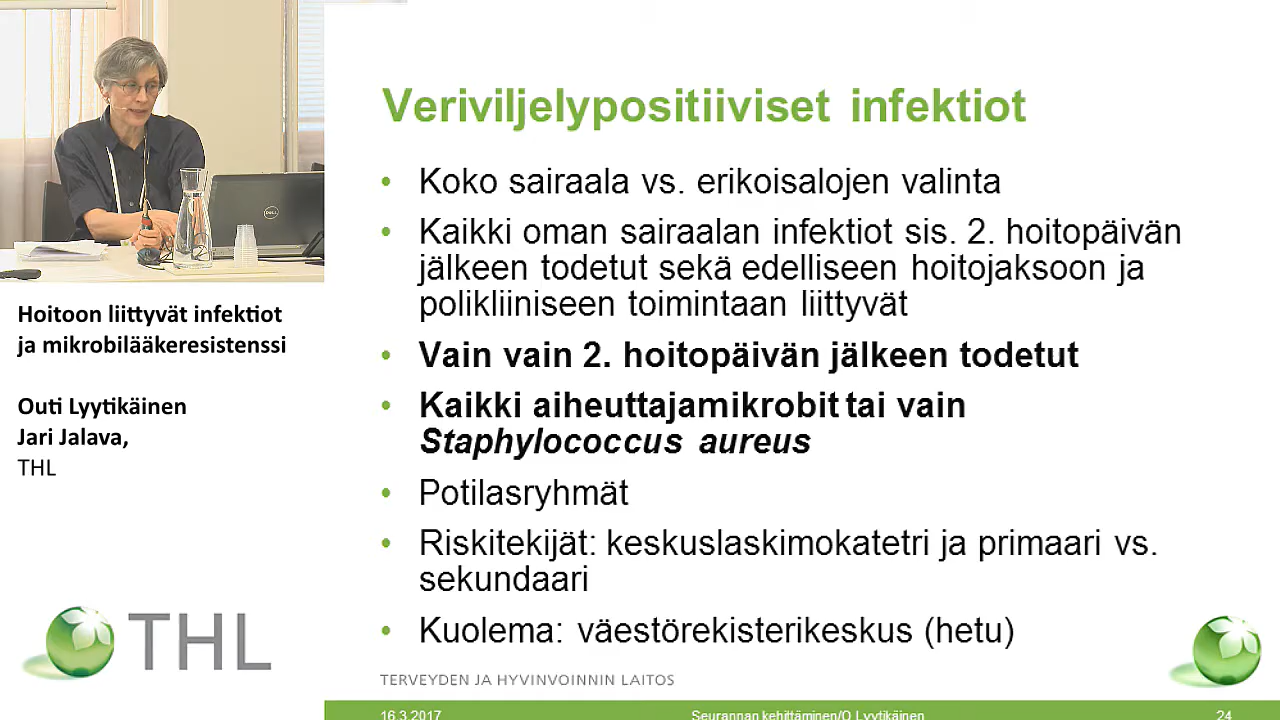 Veriviljelypositiiviset infektiot
• Koko sairaala vs. erikoisalojen valinta
• Kaikki oman sairaalan infektiot sis. 2. hoitopäivän
jälkeen todetut sekä edelliseen hoitojaksoon ja
polikliiniseen toimintaan liittyvät
• Vain vain 2. hoitopäivän jälkeen todetut
• Kaikki aiheuttajamikrobit tai vain
Staphylococcus aureus
• Potilasryhmät
• Riskitekijät: keskuslaskimokatetri ja primaari vs.
sekundaari
• Kuolema: väestörekisterikeskus (hetu)
TERVEYDEN JA HYVINVOINNIN LAITOS
16.3.2017 Seurannan kehittäminen/O Lyytikäinen 24
Hoitoon liittyvät infektiot
ja mikrobilääkeresistenssi
Outi Lyytikäinen
Jari Jalava,
THL
THL
DELL